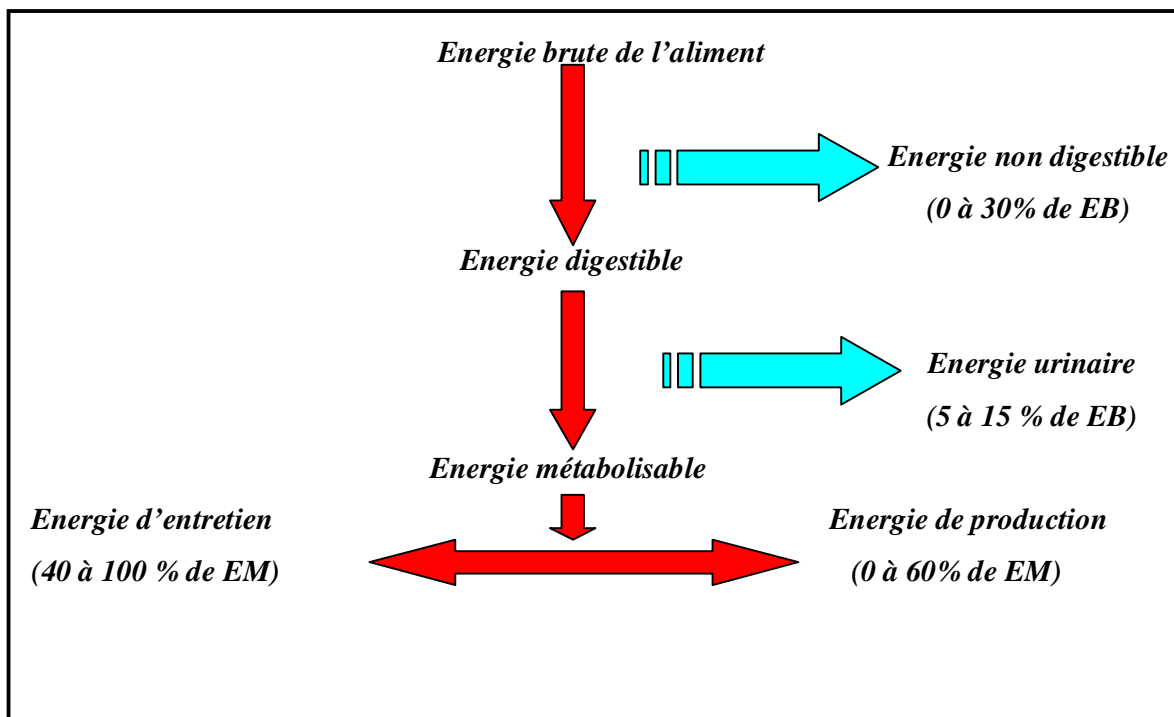 Energie brute de l’aliment
Energie non digestible
(0 à 30% de EB)
Energie digestible
Energie urinaire
(5 à 15 % de EB)
Energie métabolisable
Energie d’entretien
(40 à 100 % de EM)
Energie de production
(0 à 60% de EM)